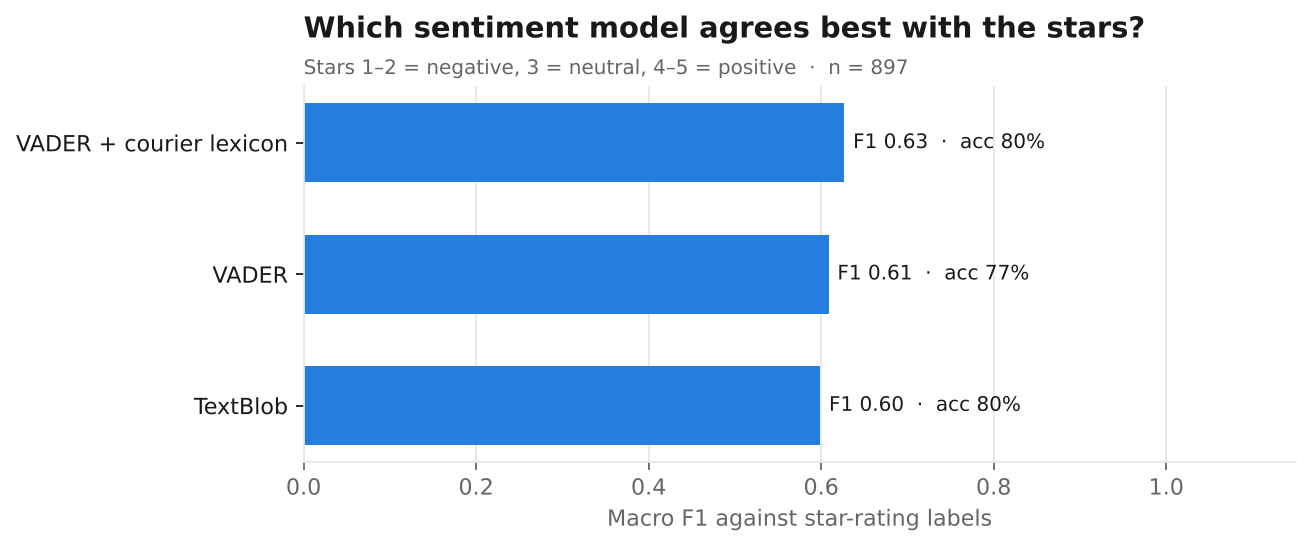 Which sentiment model agrees best with the stars?
Stars 1–2 = negative, 3 = neutral, 4–5 = positive · n = 897
VADER + courier lexicon
F1 0.63 · acc 80%
VADER
F1 0.61 · acc 77%
TextBlob
F1 0.60 · acc 80%
0.0 0.2 0.4 0.6 0.8 1.0
Macro F1 against star-rating labels